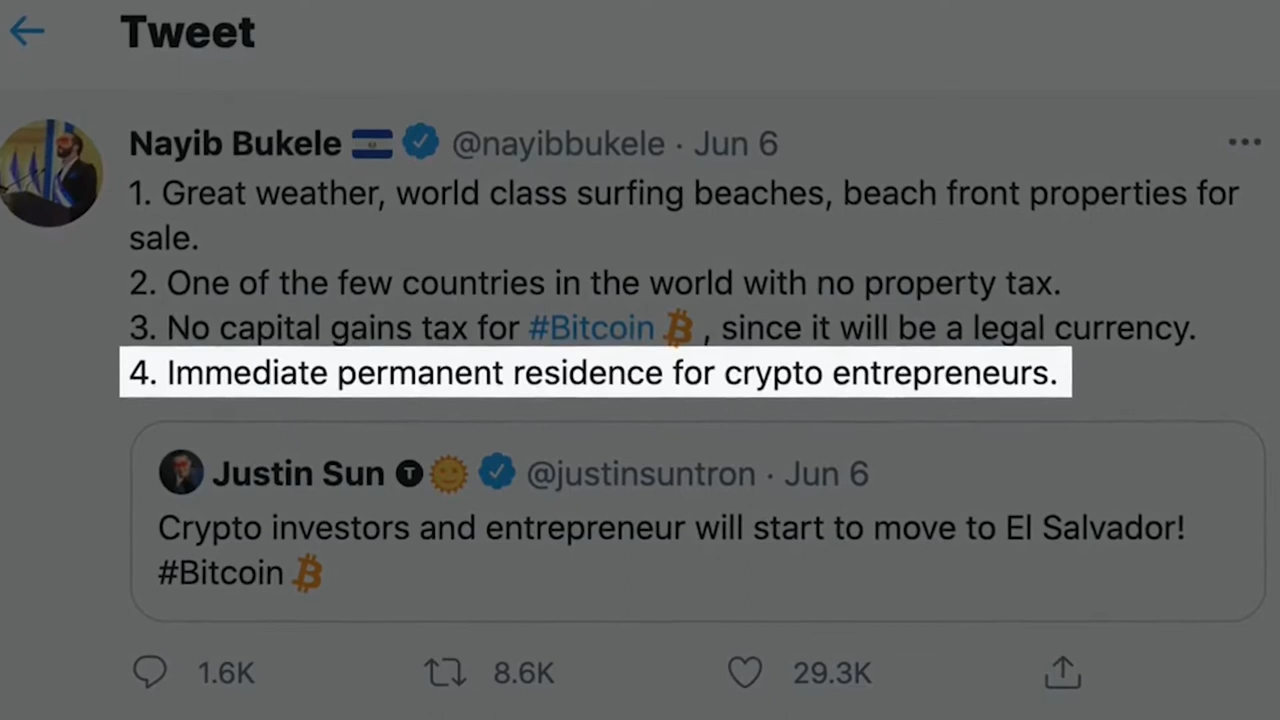 Tweet
Nayib Bukele 🇸🇻 @nayibbukele · Jun 6
1. Great weather, world class surfing beaches, beach front properties for
sale.
2. One of the few countries in the world with no property tax.
3. No capital gains tax for #Bitcoin , since it will be a legal currency.
4. Immediate permanent residence for crypto entrepreneurs.
Justin Sun T🌞 @justinsuntron · Jun 6
Crypto investors and entrepreneur will start to move to El Salvador!
#Bitcoin
1.6K 8.6K 29.3K